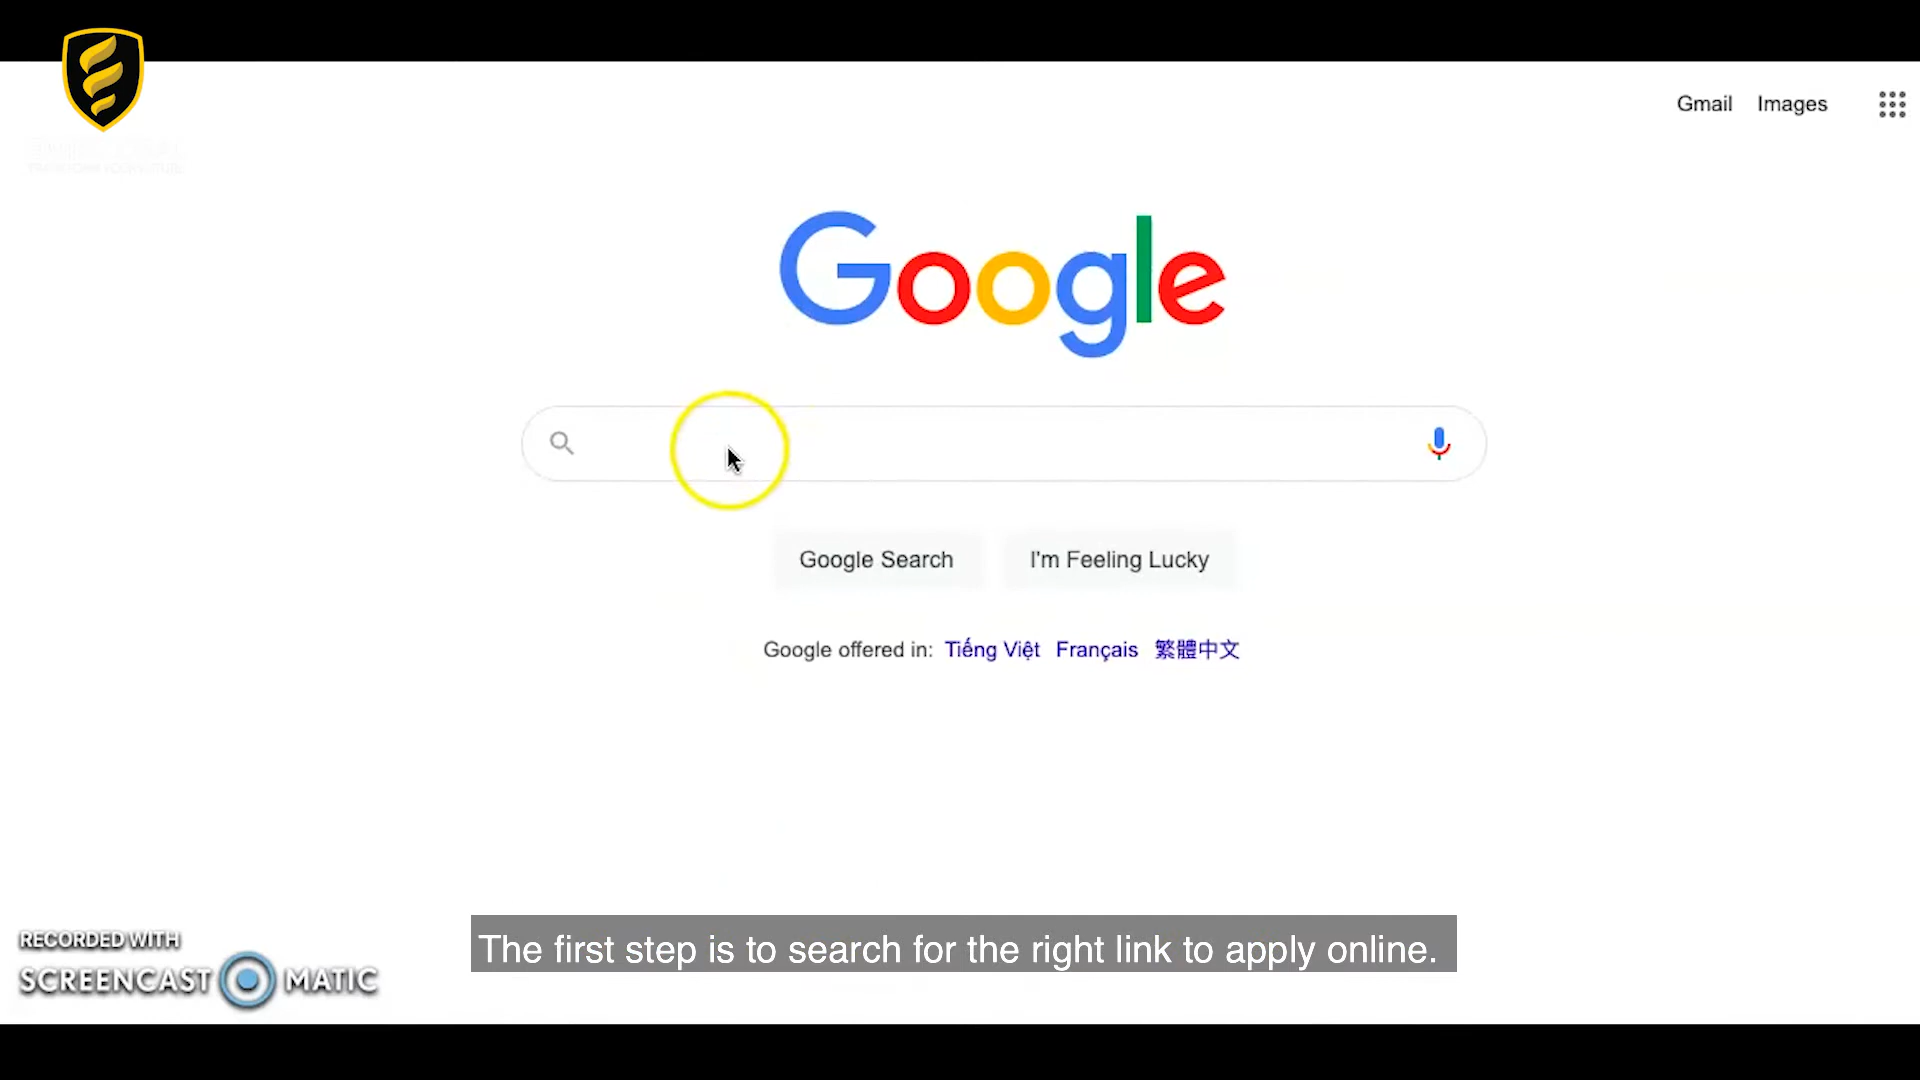 Gmail Images
Google
Google Search I'm Feeling Lucky
Google offered in: Tiếng Việt Français 繁體中文
The first step is to search for the right link to apply online.
RECORDED WITH
SCREENCAST MATIC